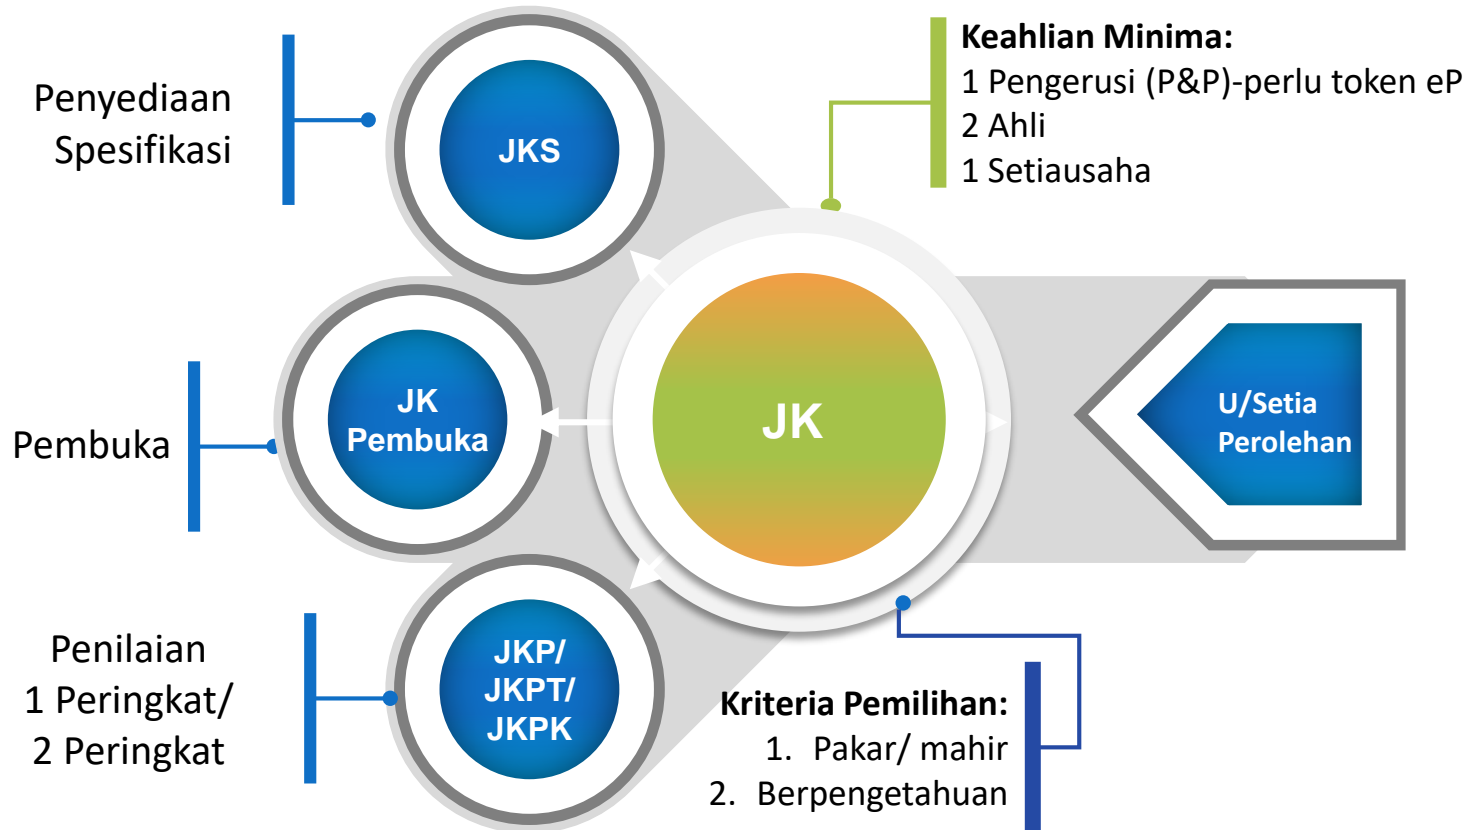 Penyediaan
Spesifikasi
JKS
Keahlian Minima:
1 Pengerusi (P&P)-perlu token eP
2 Ahli
1 Setiausaha
Pembuka
JK
Pembuka
JK
U/Setia
Perolehan
Penilaian
1 Peringkat/
2 Peringkat
JKP/
JKPT/
JKPK
Kriteria Pemilihan:
1. Pakar/ mahir
2. Berpengetahuan